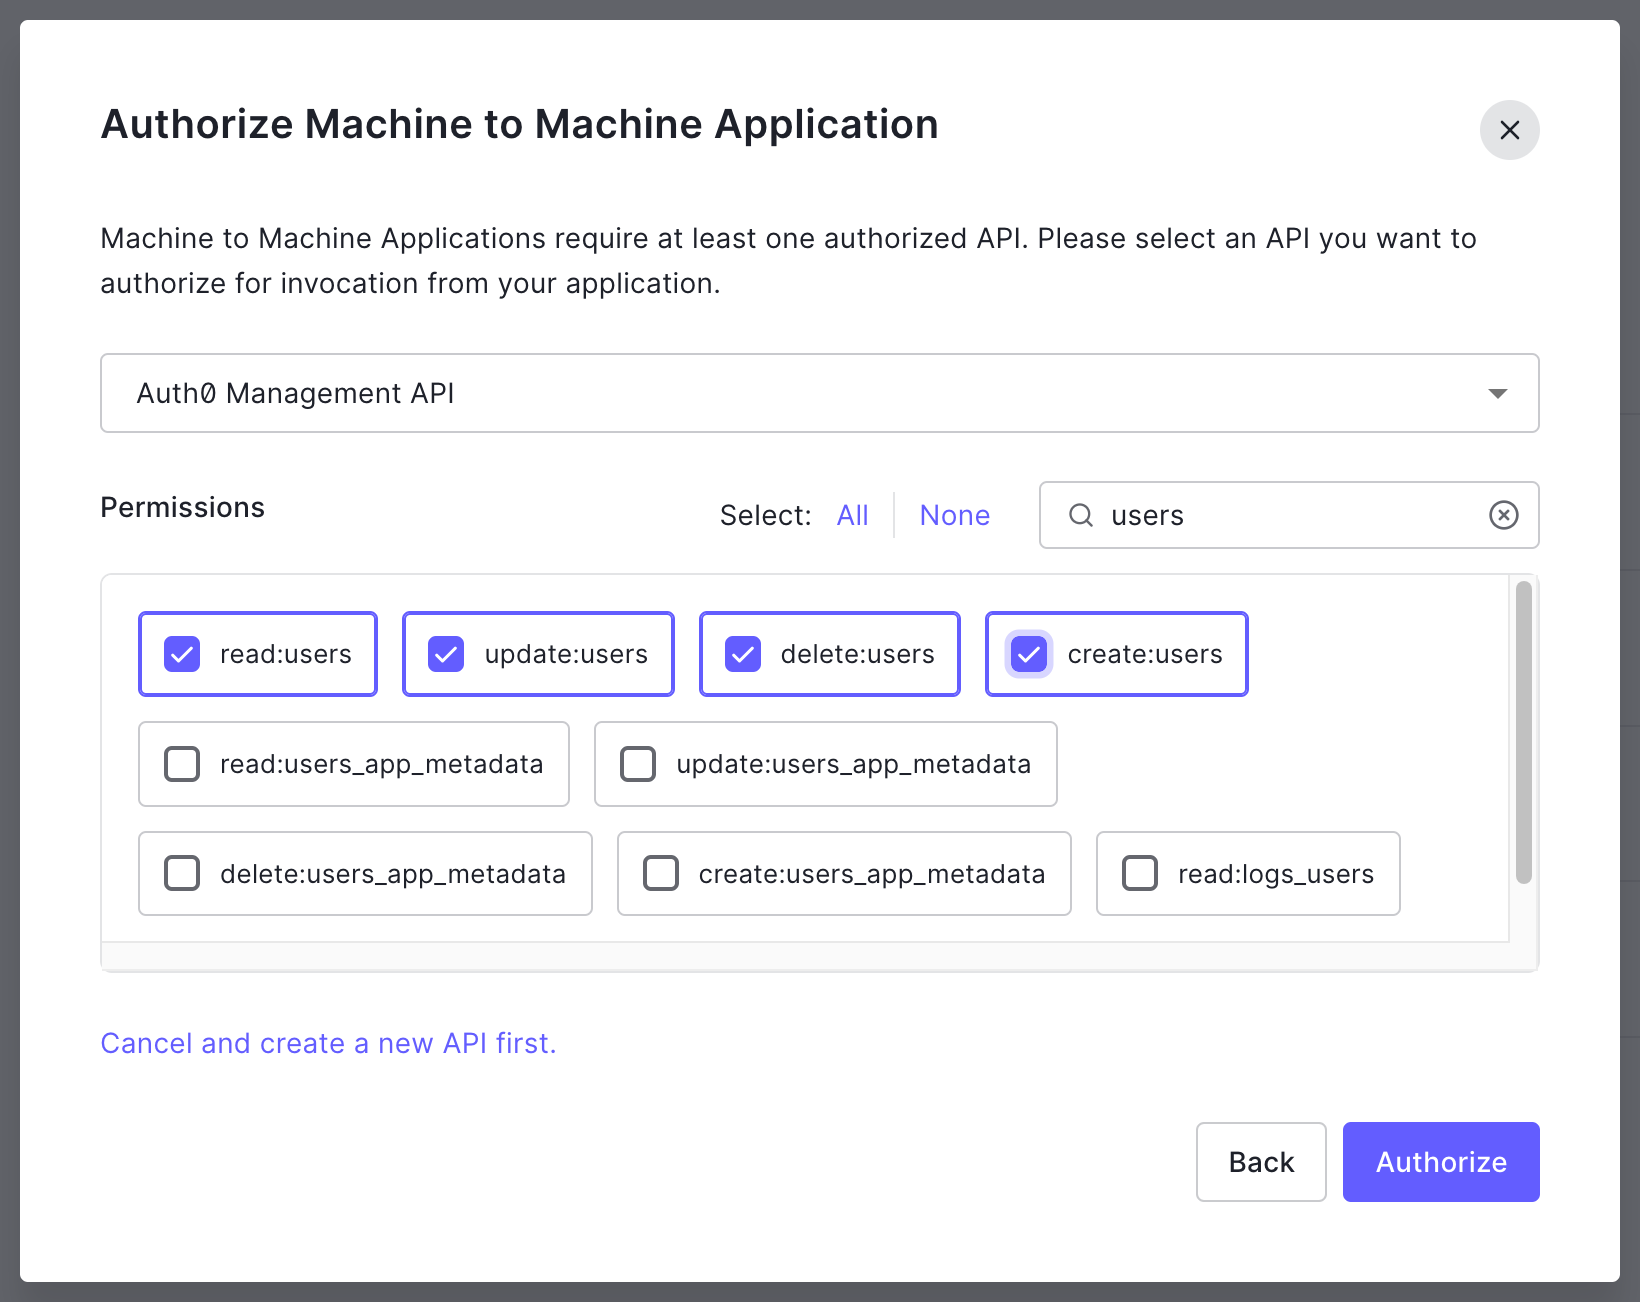 Authorize Machine to Machine Application
Machine to Machine Applications require at least one authorized API. Please select an API you want to
authorize for invocation from your application.
Auth0 Management API
Permissions
Select: All None
users
read:users update:users delete:users create:users
read:users_app_metadata update:users_app_metadata
delete:users_app_metadata create:users_app_metadata read:logs_users
Cancel and create a new API first.
Back Authorize